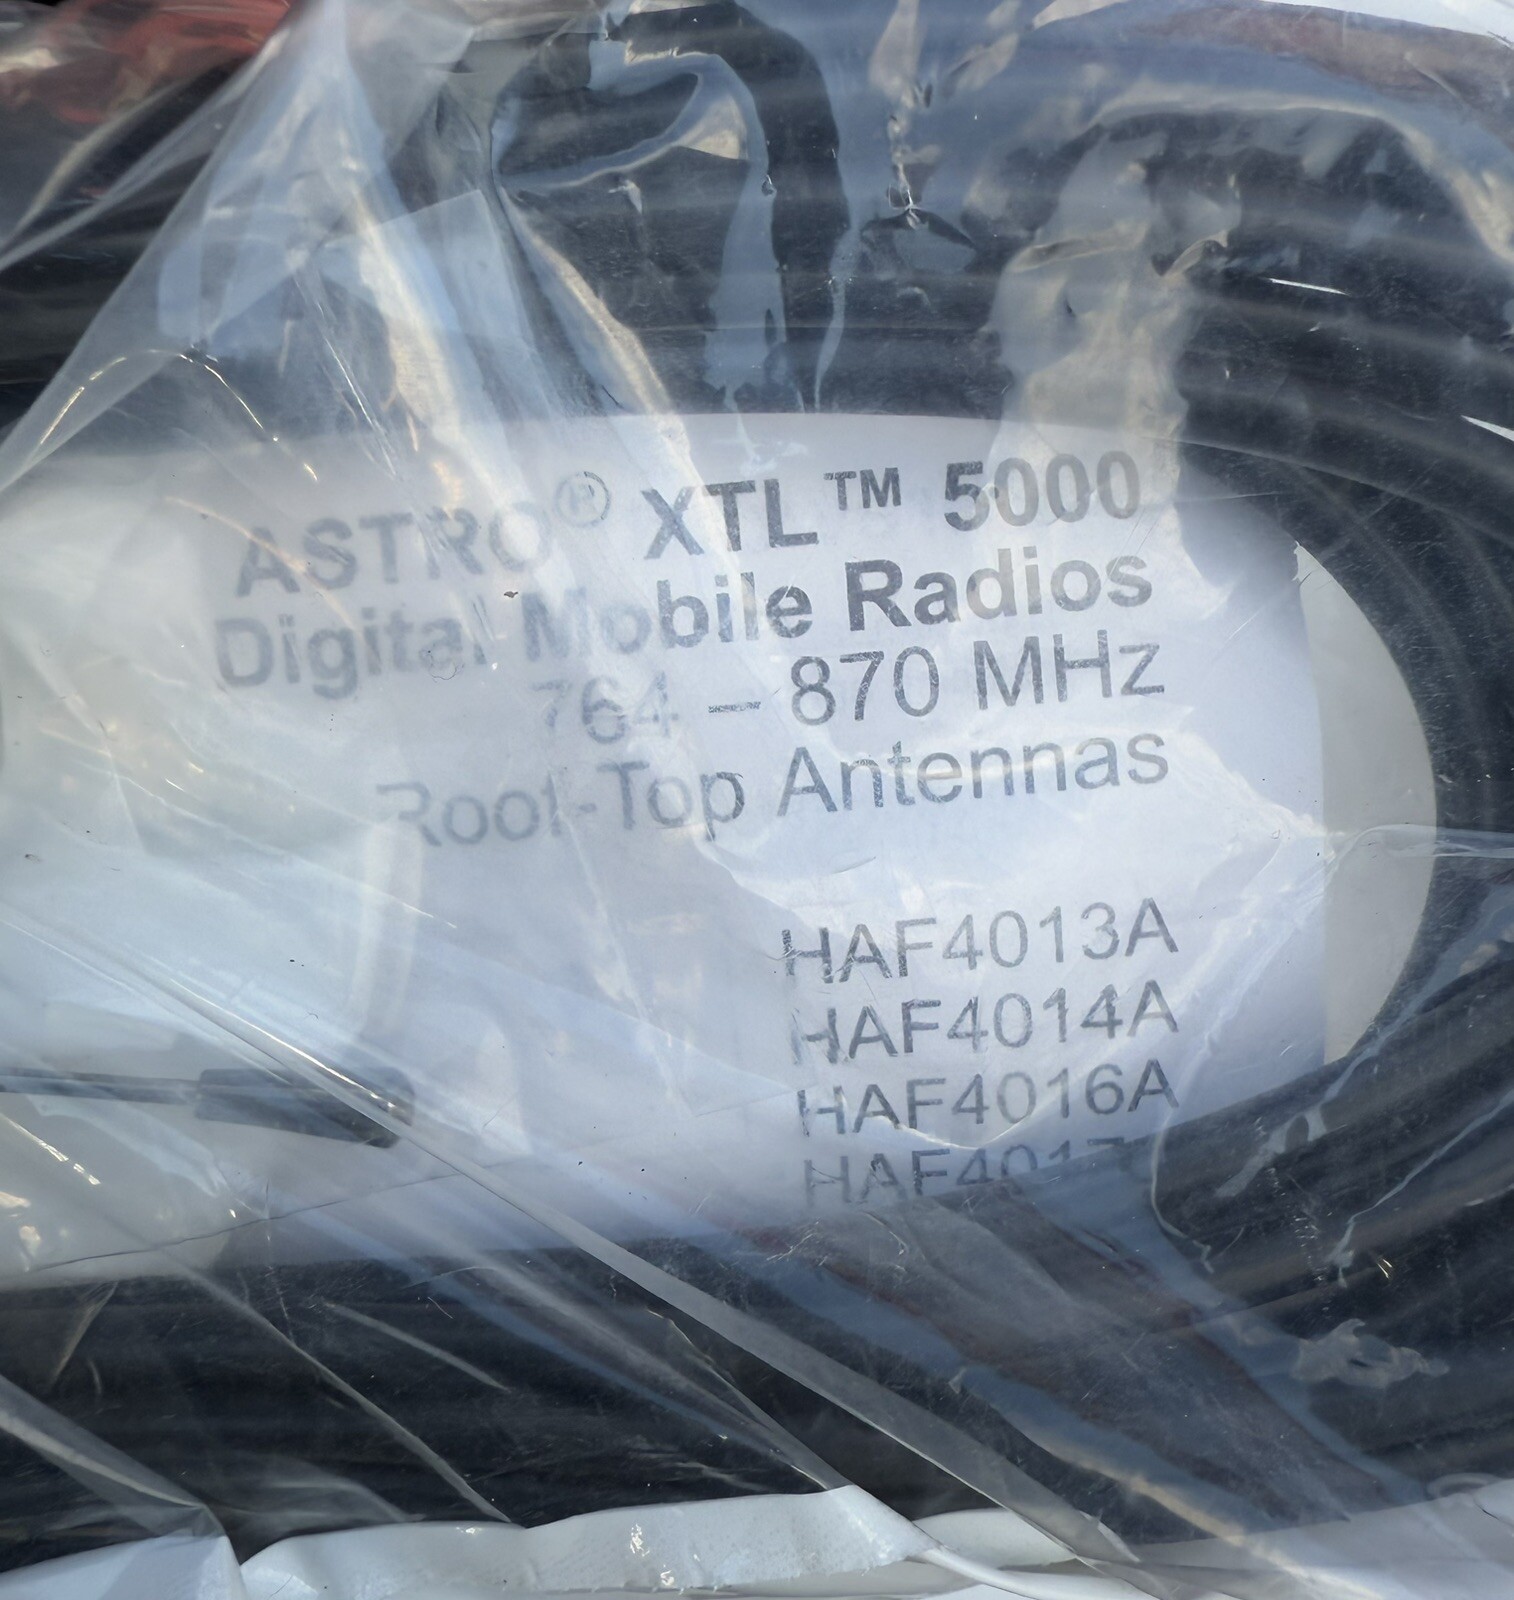 ASTRO® XTL™ 5000
Digital Mobile Radios
764 – 870 MHz
Roof-Top Antennas
HAF4013A
HAF4014A
HAF4016A